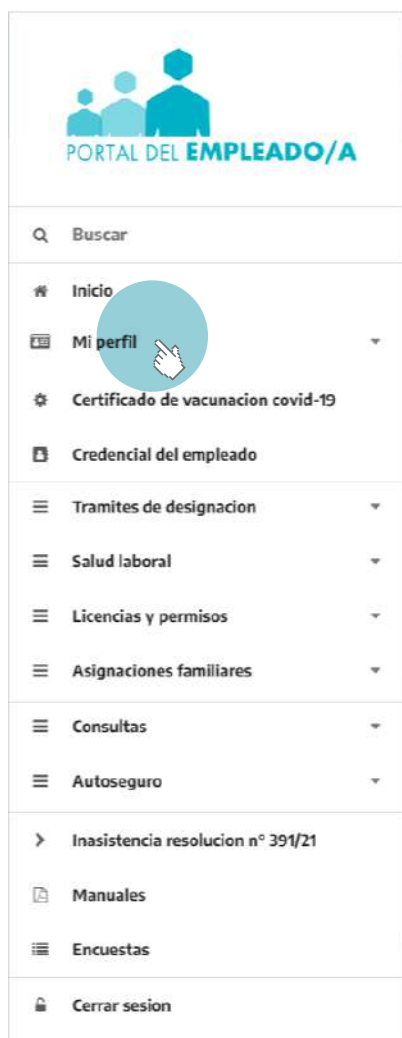 PORTAL DEL EMPLEADO/A
Buscar
Inicio
Mi perfil
Certificado de vacunacion covid-19
Credencial del empleado
Tramites de designacion
Salud laboral
Licencias y permisos
Asignaciones familiares
Consultas
Autoseguro
Inasistencia resolucion n° 391/21
Manuales
Encuestas
Cerrar sesion